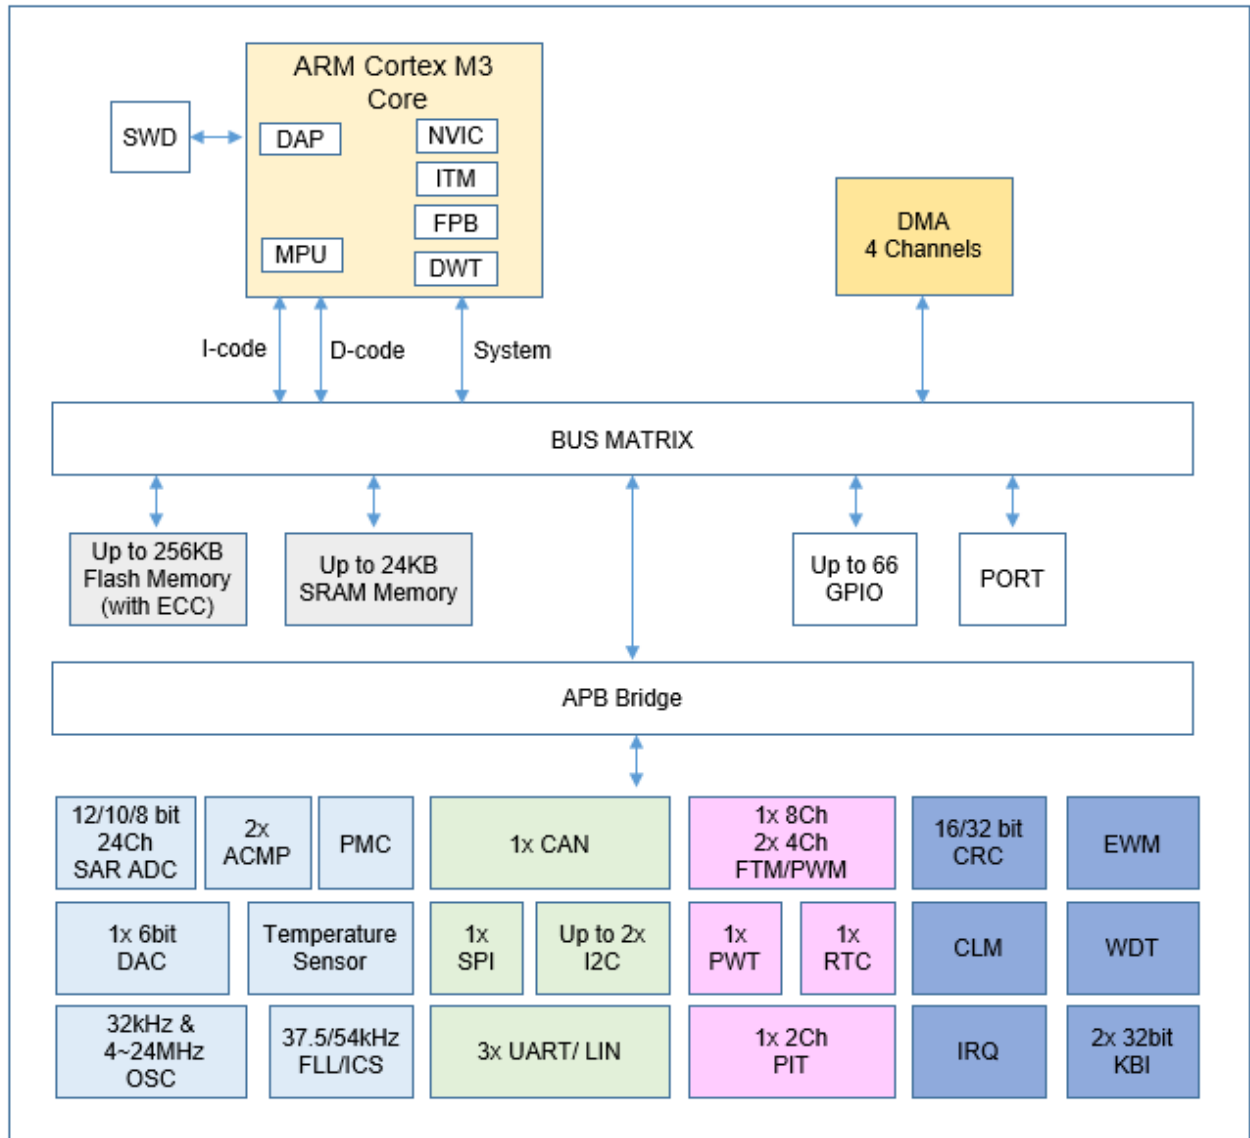 ARM Cortex M3
Core
SWD
DAP
NVIC
ITM
FPB
MPU
DWT
DMA
4 Channels
I-code
D-code
System
BUS MATRIX
Up to 256KB
Flash Memory
(with ECC)
Up to 24KB
SRAM Memory
Up to 66
GPIO
PORT
APB Bridge
12/10/8 bit
24Ch
SAR ADC
2x
ACMP
PMC
1x CAN
1x 8Ch
2x 4Ch
FTM/PWM
16/32 bit
CRC
EWM
1x 6bit
DAC
Temperature
Sensor
1x
SPI
Up to 2x
I2C
1x
PWT
1x
RTC
CLM
WDT
32kHz &
4~24MHz
OSC
37.5/54kHz
FLL/ICS
3x UART/ LIN
1x 2Ch
PIT
IRQ
2x 32bit
KBI